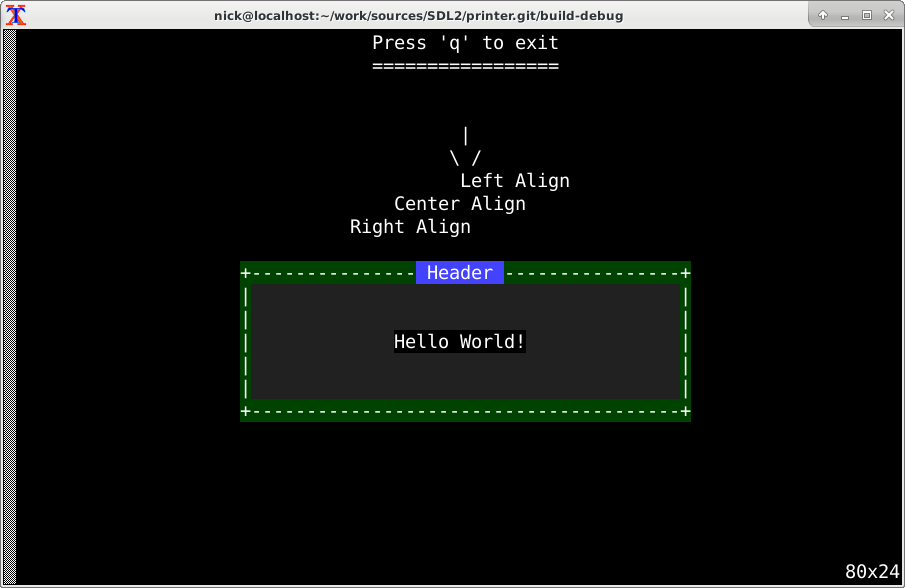 nick@localhost:~/work/sources/SDL2/printer.git/build-debug
Press 'q' to exit
=================
|
\ /
Left Align
Center Align
Right Align
+--------------- Header ----------------+
|                                       |
|                                       |
|             Hello World!              |
|                                       |
|                                       |
+---------------------------------------+
80x24